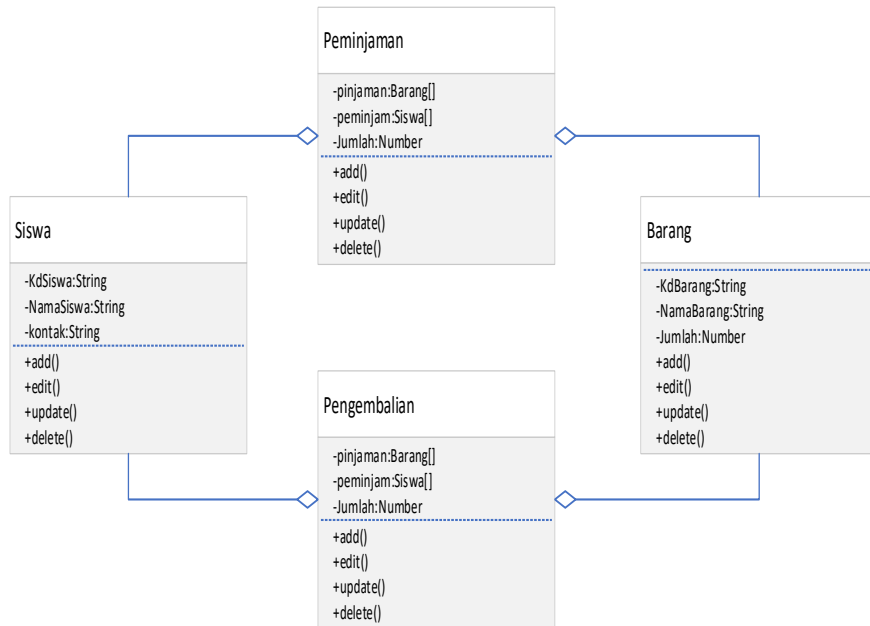 Peminjaman
-pinjaman:Barang[]
-peminjam:Siswa[]
-Jumlah:Number
+add()
+edit()
+update()
+delete()
Siswa
-KdSiswa:String
-NamaSiswa:String
-kontak:String
+add()
+edit()
+update()
+delete()
Barang
-KdBarang:String
-NamaBarang:String
-Jumlah:Number
+add()
+edit()
+update()
+delete()
Pengembalian
-pinjaman:Barang[]
-peminjam:Siswa[]
-Jumlah:Number
+add()
+edit()
+update()
+delete()